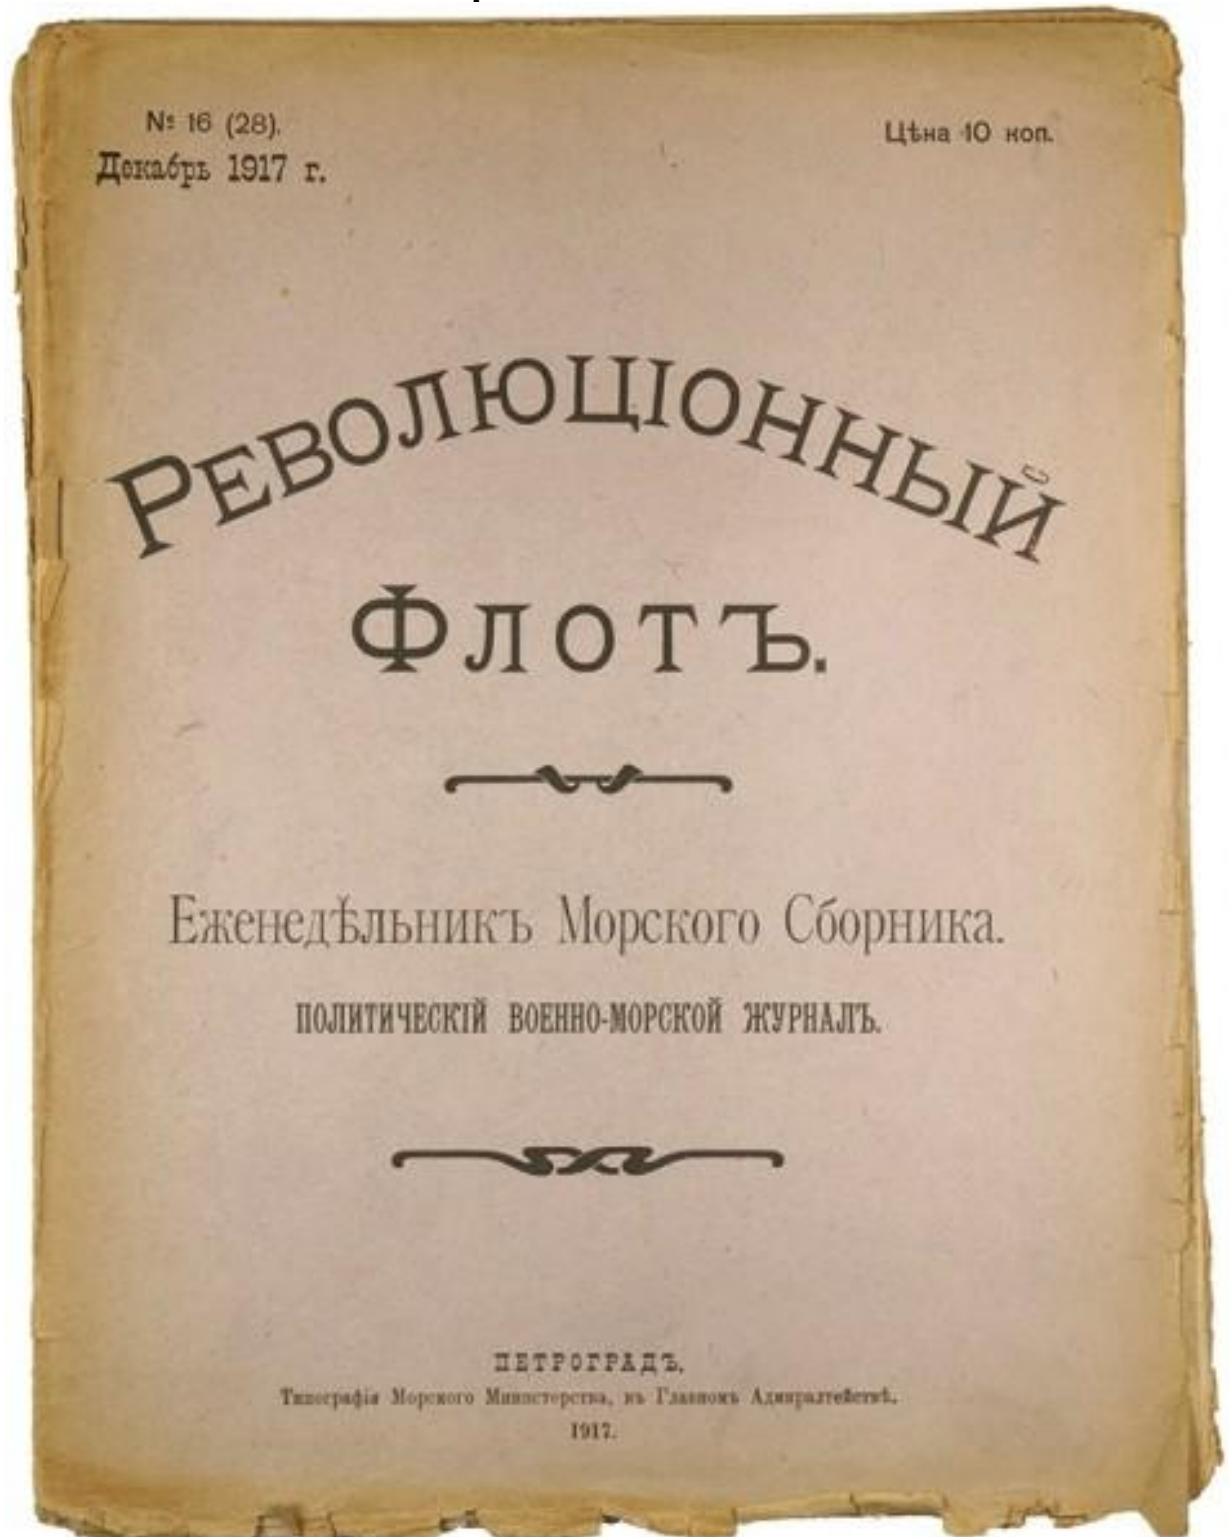 № 16 (28).
Декабрь 1917 г.
Цѣна 10 коп.
РЕВОЛЮЦІОННЫЙ
ФЛОТЪ.
Еженедѣльникъ Морского Сборника.
ПОЛИТИЧЕСКІЙ ВОЕННО-МОРСКОЙ ЖУРНАЛЪ.
ПЕТРОГРАДЪ.
Типографія Морского Министерства, въ Главномъ Адмиралтействѣ.
1917.